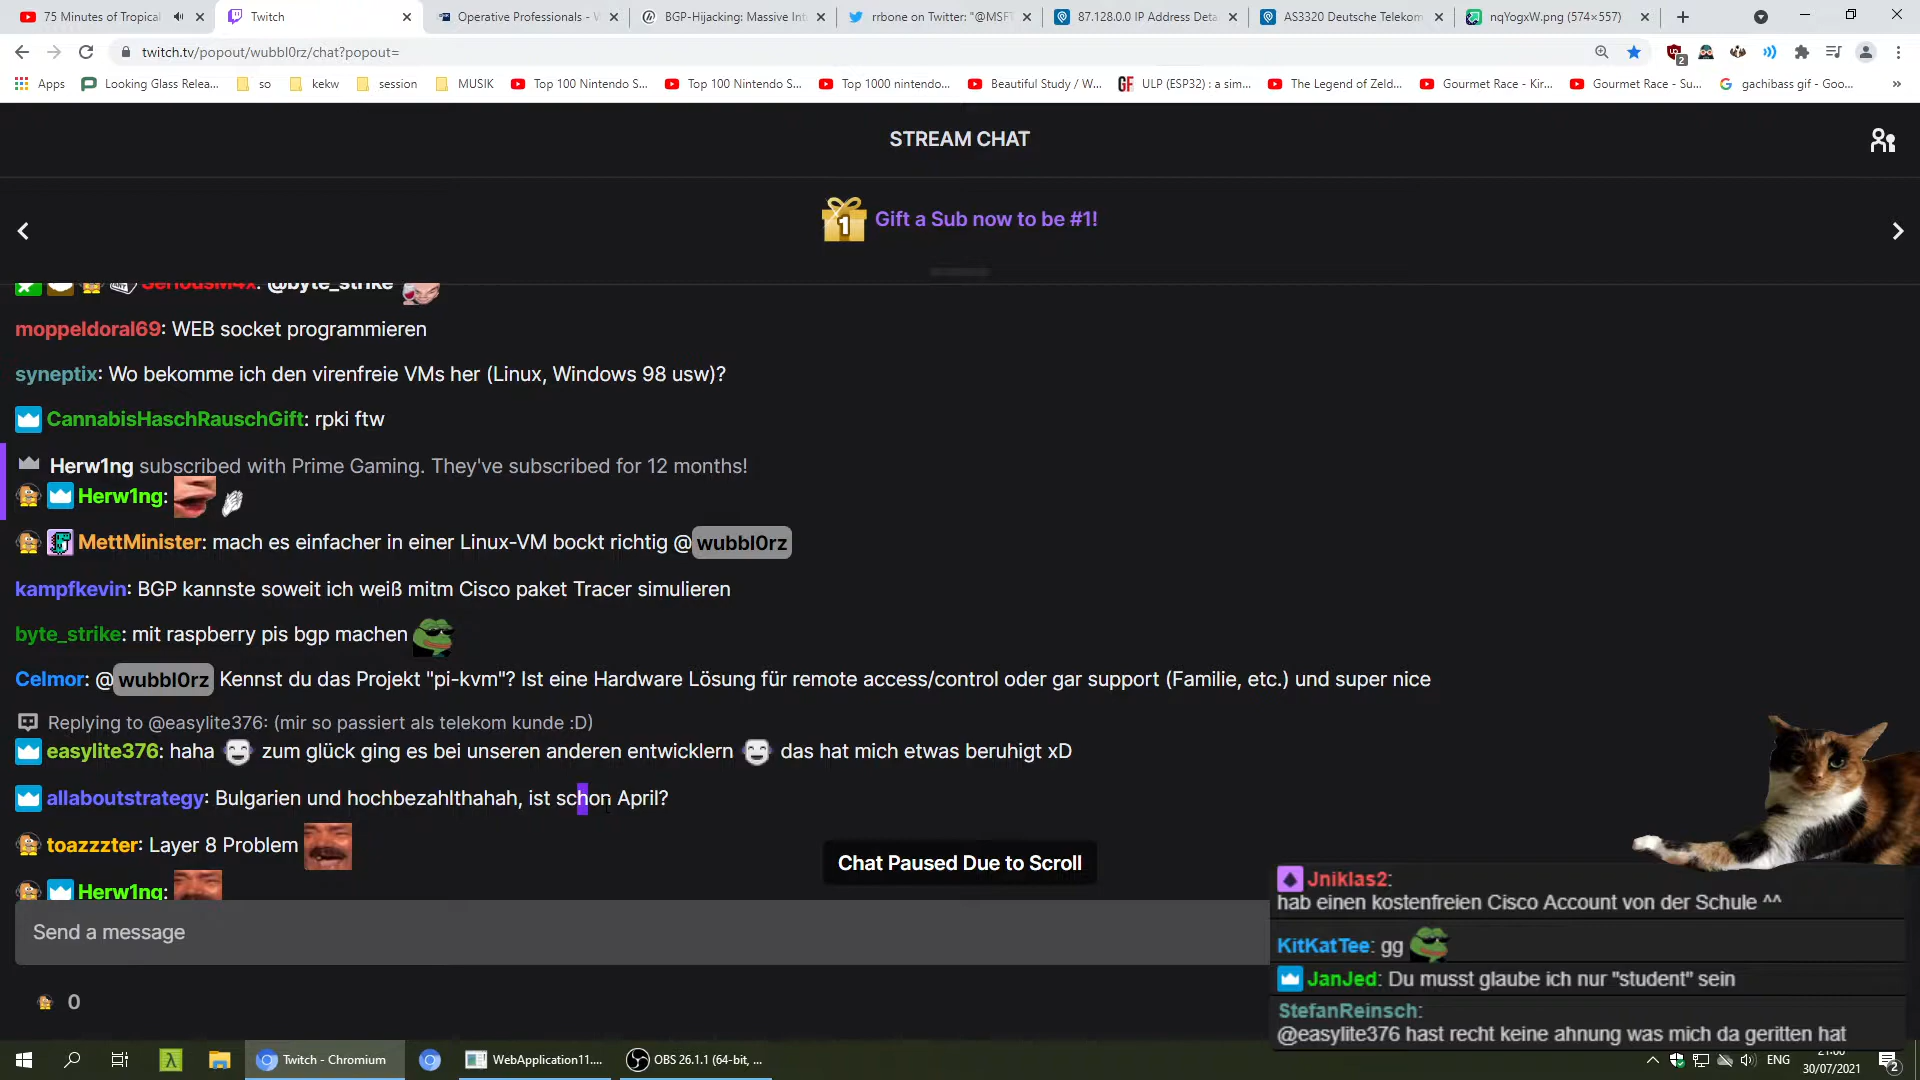 75 Minutes of Tropical
Twitch
Operative Professionals - W
BGP-Hijacking: Massive Int
rrbone on Twitter: "@MSFT
87.128.0.0 IP Address Deta
AS3320 Deutsche Telekom
nqYogxW.png (574×557)
twitch.tv/popout/wubbl0rz/chat?popout=
2
Apps
Looking Glass Relea...
so
kekw
session
MUSIK
Top 100 Nintendo S...
Top 100 Nintendo S...
Top 1000 nintendo...
Beautiful Study / W...
ULP (ESP32) : a sim...
The Legend of Zeld...
Gourmet Race - Kir...
Gourmet Race - Su...
gachibass gif - Goo...
STREAM CHAT
1
Gift a Sub now to be #1!
SeriousM4x: @byte_strike
moppeldoral69: WEB socket programmieren
syneptix: Wo bekomme ich den virenfreie VMs her (Linux, Windows 98 usw)?
CannabisHaschRauschGift: rpki ftw
Herw1ng subscribed with Prime Gaming. They've subscribed for 12 months!
Herw1ng:
MettMinister: mach es einfacher in einer Linux-VM bockt richtig @wubbl0rz
kampfkevin: BGP kannste soweit ich weiß mitm Cisco paket Tracer simulieren
byte_strike: mit raspberry pis bgp machen
Celmor: @wubbl0rz Kennst du das Projekt "pi-kvm"? Ist eine Hardware Lösung für remote access/control oder gar support (Familie, etc.) und super nice
Replying to @easylite376: (mir so passiert als telekom kunde :D)
easylite376: haha zum glück ging es bei unseren anderen entwicklern das hat mich etwas beruhigt xD
allaboutstrategy: Bulgarien und hochbezahlthahah, ist schon April?
toazzzter: Layer 8 Problem
Herw1ng:
Chat Paused Due to Scroll
Send a message
0
Jniklas2:
hab einen kostenfreien Cisco Account von der Schule ^^
KitKatTee: gg
JanJed: Du musst glaube ich nur "student" sein
StefanReinsch:
@easylite376 hast recht keine ahnung was mich da geritten hat
Twitch - Chromium
WebApplication11....
OBS 26.1.1 (64-bit, ...
ENG
30/07/2021
2